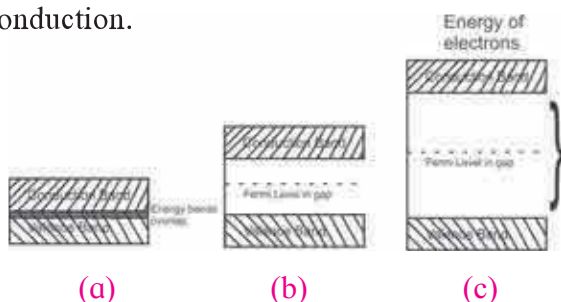 onduction.
Energy of
electrons
Conduction Band
Conduction Band
Fermi Level in gap
Conduction Band
Energy bands
overlap
Fermi Level in gap
Valence Band
Valence Band
Valence Band
(a)
(b)
(c)